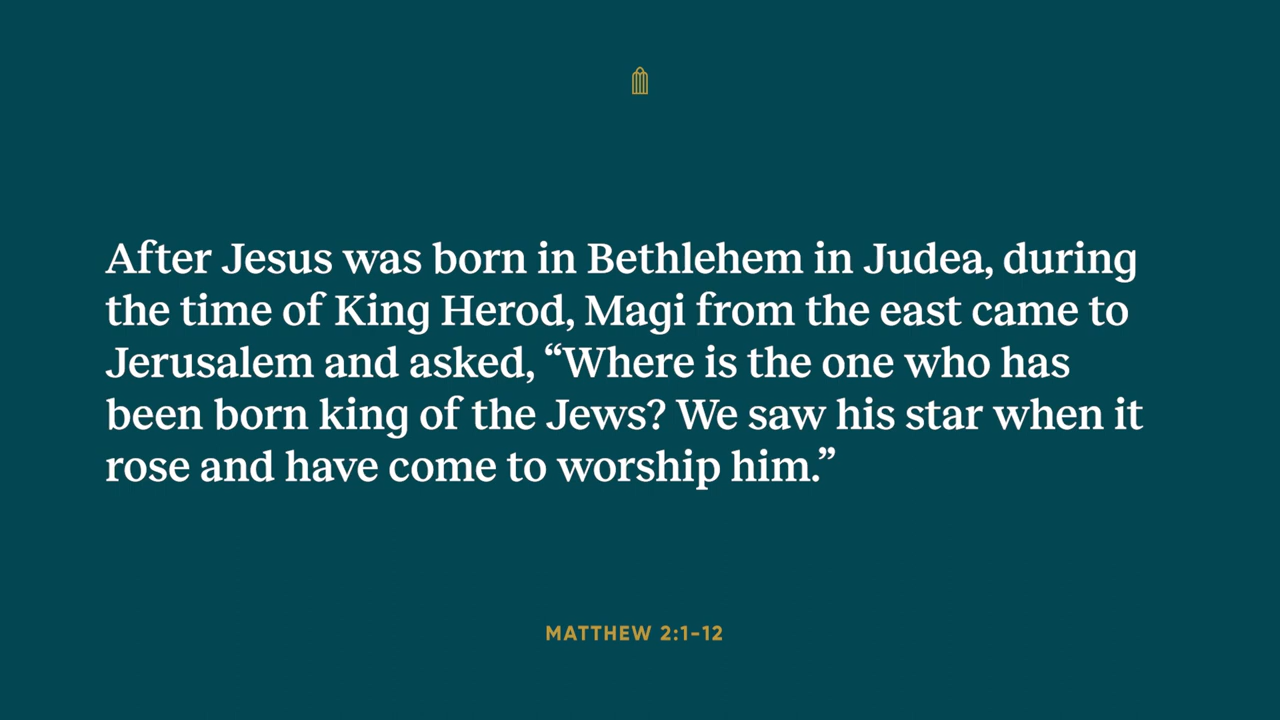 After Jesus was born in Bethlehem in Judea, during
the time of King Herod, Magi from the east came to
Jerusalem and asked, “Where is the one who has
been born king of the Jews? We saw his star when it
rose and have come to worship him.”
MATTHEW 2:1-12